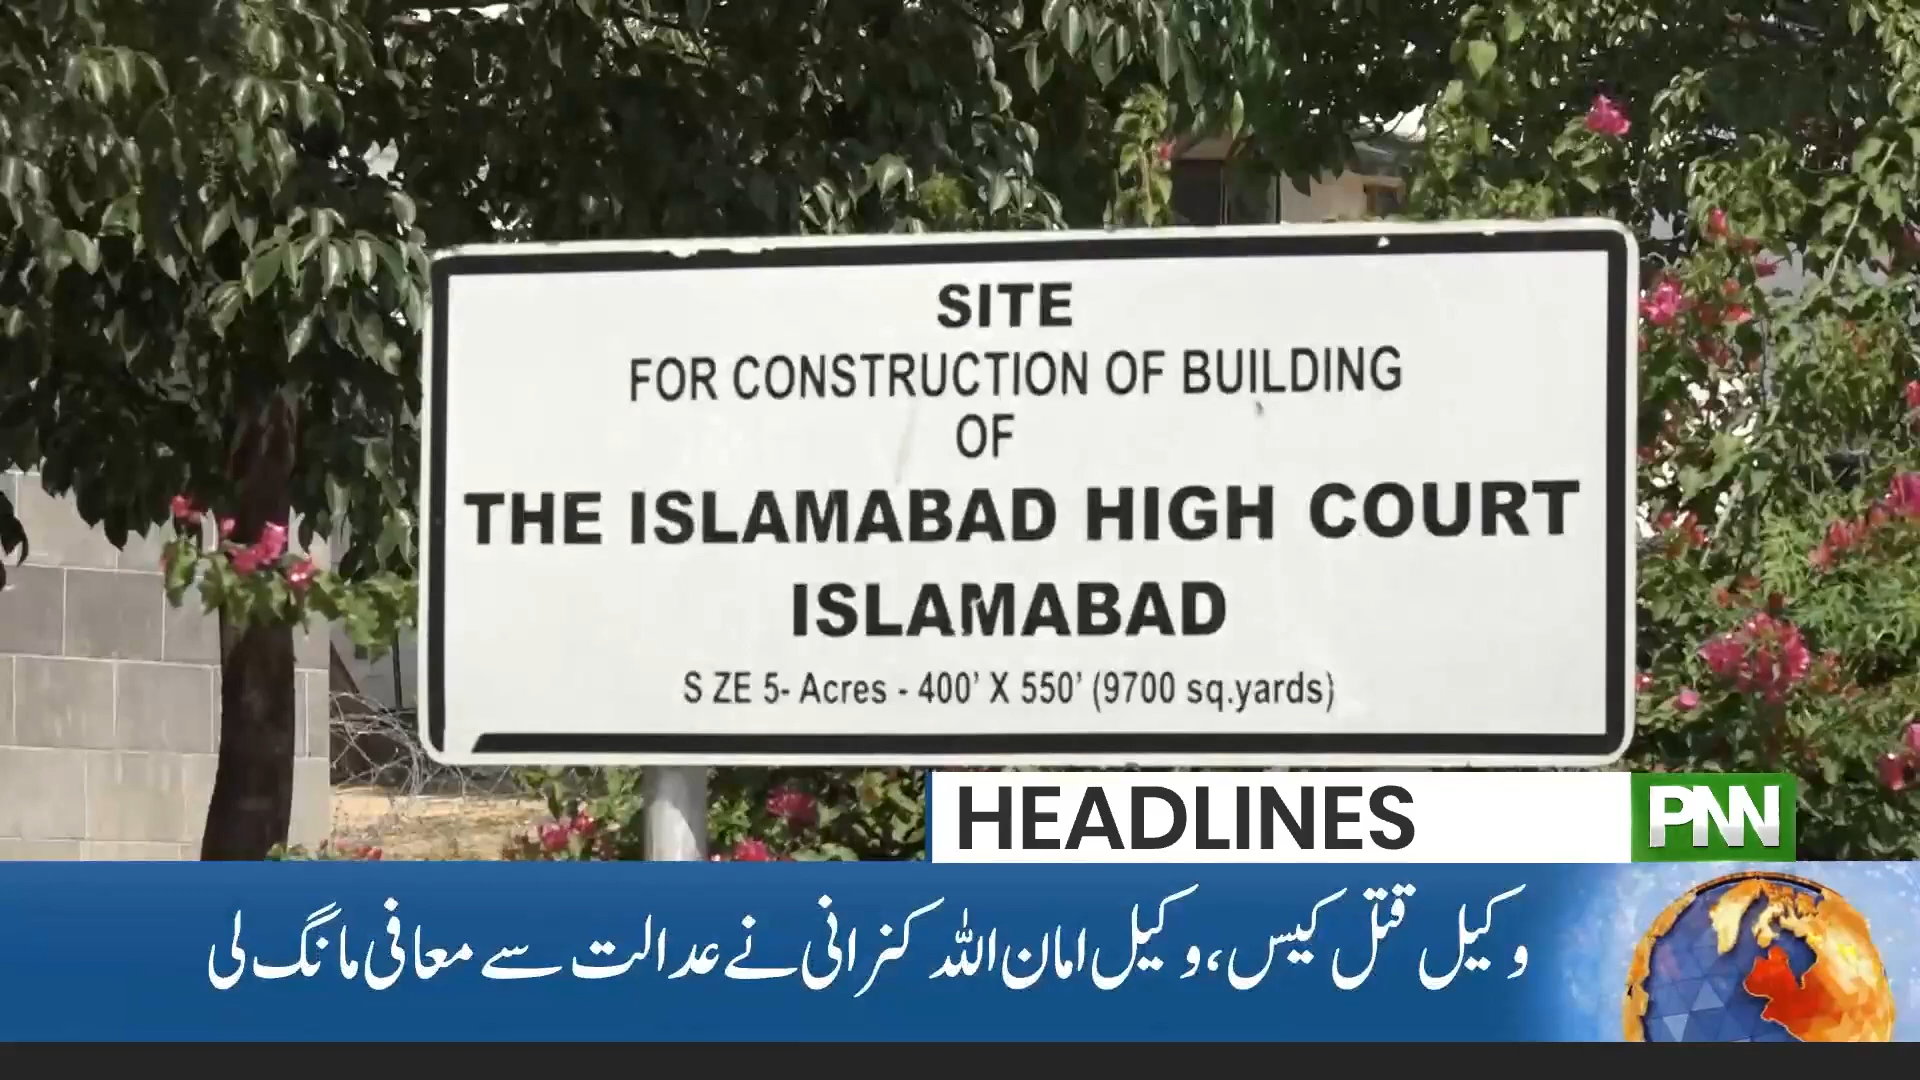 SITE
FOR CONSTRUCTION OF BUILDING
OF
THE ISLAMABAD HIGH COURT
ISLAMABAD
S ZE 5- Acres - 400' X 550' (9700 sq.yards)
HEADLINES
PNN
وکیل قتل کیس، وکیل امان اللہ کنرانی نے عدالت سے معافی مانگ لی